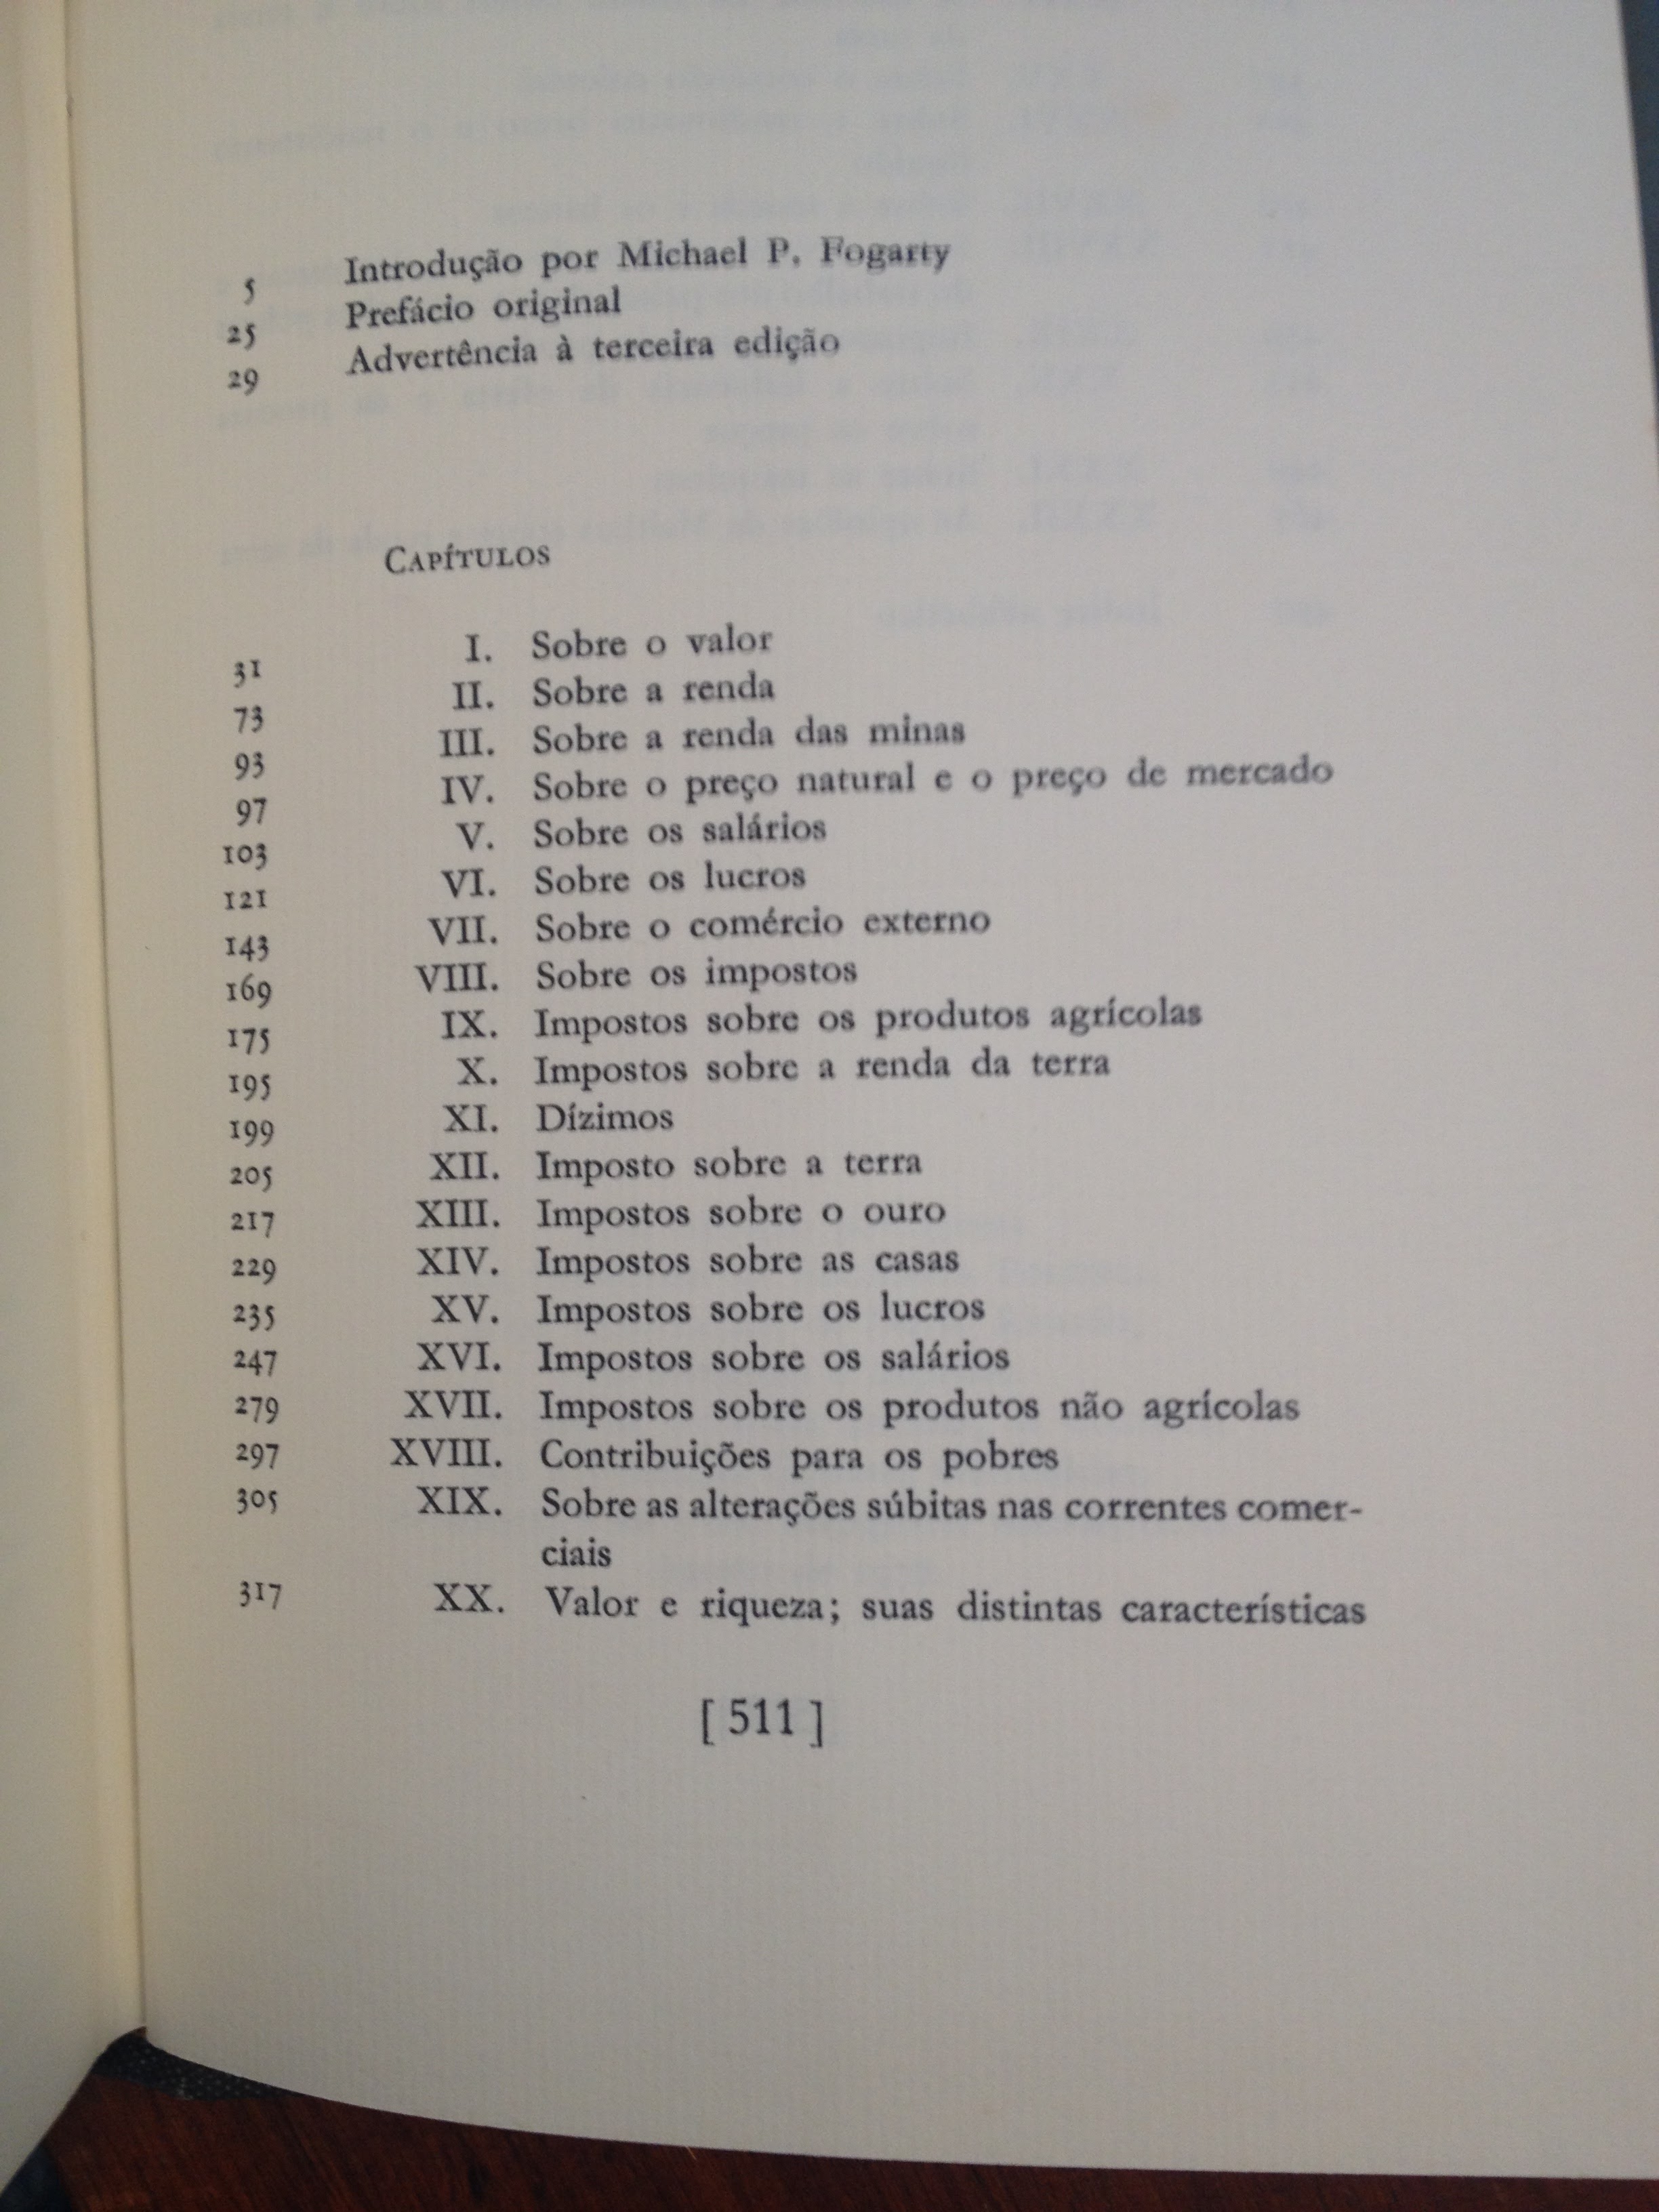 5 Introdução por Michael P. Fogarty
25 Prefácio original
29 Advertência à terceira edição
CAPÍTULOS
31 I. Sobre o valor
73 II. Sobre a renda
93 III. Sobre a renda das minas
97 IV. Sobre o preço natural e o preço de mercado
103 V. Sobre os salários
121 VI. Sobre os lucros
143 VII. Sobre o comércio externo
169 VIII. Sobre os impostos
175 IX. Impostos sobre os produtos agrícolas
195 X. Impostos sobre a renda da terra
199 XI. Dízimos
205 XII. Imposto sobre a terra
217 XIII. Impostos sobre o ouro
229 XIV. Impostos sobre as casas
235 XV. Impostos sobre os lucros
247 XVI. Impostos sobre os salários
279 XVII. Impostos sobre os produtos não agrícolas
297 XVIII. Contribuições para os pobres
305 XIX. Sobre as alterações súbitas nas correntes comer-
ciais
317 XX. Valor e riqueza; suas distintas características
[ 511 ]